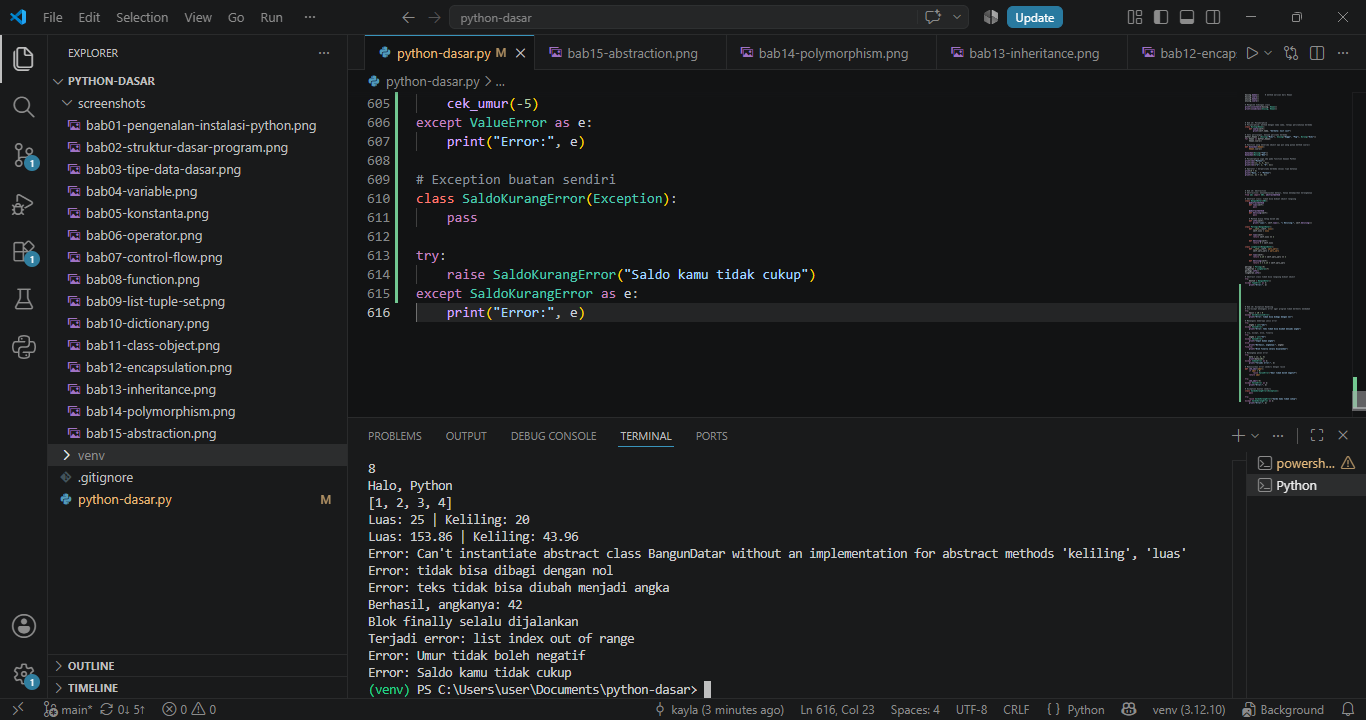 File Edit Selection View Go Run ··· python-dasar Update
EXPLORER ···
PYTHON-DASAR
screenshots
bab01-pengenalan-instalasi-python.png
bab02-struktur-dasar-program.png
bab03-tipe-data-dasar.png
bab04-variable.png
bab05-konstanta.png
bab06-operator.png
bab07-control-flow.png
bab08-function.png
bab09-list-tuple-set.png
bab10-dictionary.png
bab11-class-object.png
bab12-encapsulation.png
bab13-inheritance.png
bab14-polymorphism.png
bab15-abstraction.png
venv
.gitignore
python-dasar.py M
OUTLINE
TIMELINE
1
1
1
python-dasar.py M bab15-abstraction.png bab14-polymorphism.png bab13-inheritance.png bab12-encap
python-dasar.py > ...
605 cek_umur(-5)
606 except ValueError as e:
607 print("Error:", e)
608
609 # Exception buatan sendiri
610 class SaldoKurangError(Exception):
611 pass
612
613 try:
614 raise SaldoKurangError("Saldo kamu tidak cukup")
615 except SaldoKurangError as e:
616 print("Error:", e)
PROBLEMS OUTPUT DEBUG CONSOLE TERMINAL PORTS
8
Halo, Python
[1, 2, 3, 4]
Luas: 25 | Keliling: 20
Luas: 153.86 | Keliling: 43.96
Error: Can't instantiate abstract class BangunDatar without an implementation for abstract methods 'keliling', 'luas'
Error: tidak bisa dibagi dengan nol
Error: teks tidak bisa diubah menjadi angka
Berhasil, angkanya: 42
Blok finally selalu dijalankan
Terjadi error: list index out of range
Error: Umur tidak boleh negatif
Error: Saldo kamu tidak cukup
(venv) PS C:\Users\user\Documents\python-dasar>
powersh...
Python
main* 0↓ 5↑ 0 0 kayla (3 minutes ago) Ln 616, Col 23 Spaces: 4 UTF-8 CRLF { } Python venv (3.12.10) Background